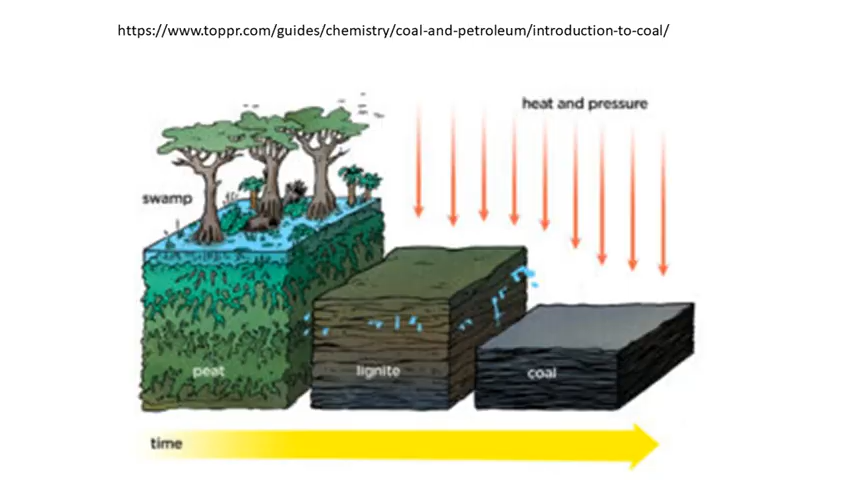 https://www.toppr.com/guides/chemistry/coal-and-petroleum/introduction-to-coal/
heat and pressure
swamp
peat
lignite
coal
time